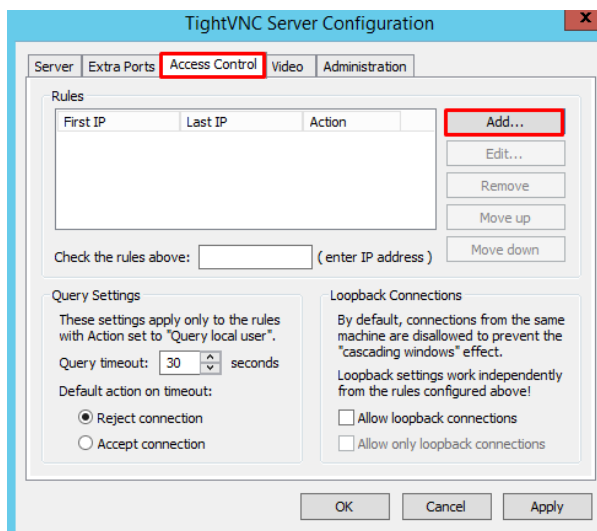 TightVNC Server Configuration
x
Server Extra Ports Access Control Video Administration
Rules
First IP Last IP Action
Add...
Edit...
Remove
Move up
Move down
Check the rules above: ( enter IP address )
Query Settings
These settings apply only to the rules
with Action set to "Query local user".
Query timeout: 30 seconds
Default action on timeout:
Reject connection
Accept connection
Loopback Connections
By default, connections from the same
machine are disallowed to prevent the
"cascading windows" effect.
Loopback settings work independently
from the rules configured above!
Allow loopback connections
Allow only loopback connections
OK Cancel Apply